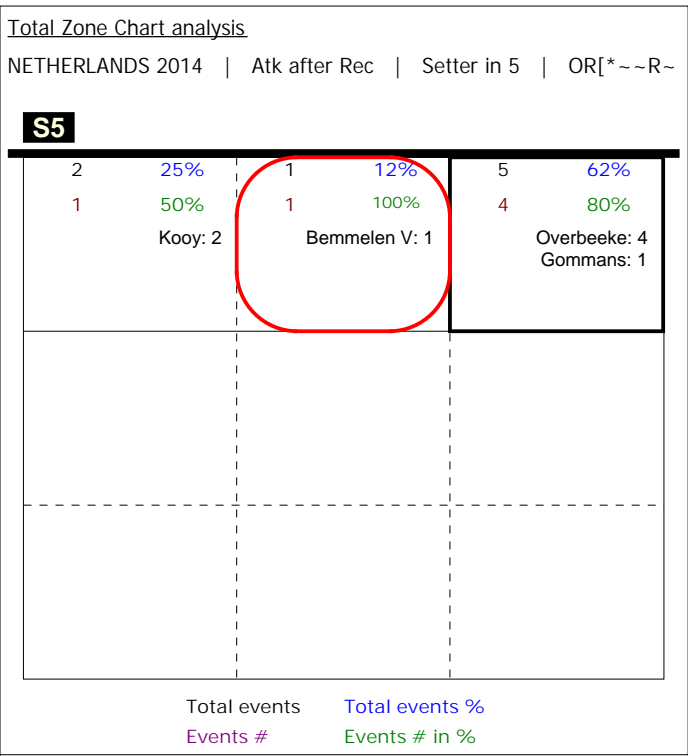 Total Zone Chart analysis
NETHERLANDS 2014 | Atk after Rec | Setter in 5 | OR[*~~R~
S5
2 25% 1 12% 5 62%
1 50% 1 100% 4 80%
Kooy: 2 Bemmelen V: 1 Overbeeke: 4
Gommans: 1
Total events Total events %
Events # Events # in %